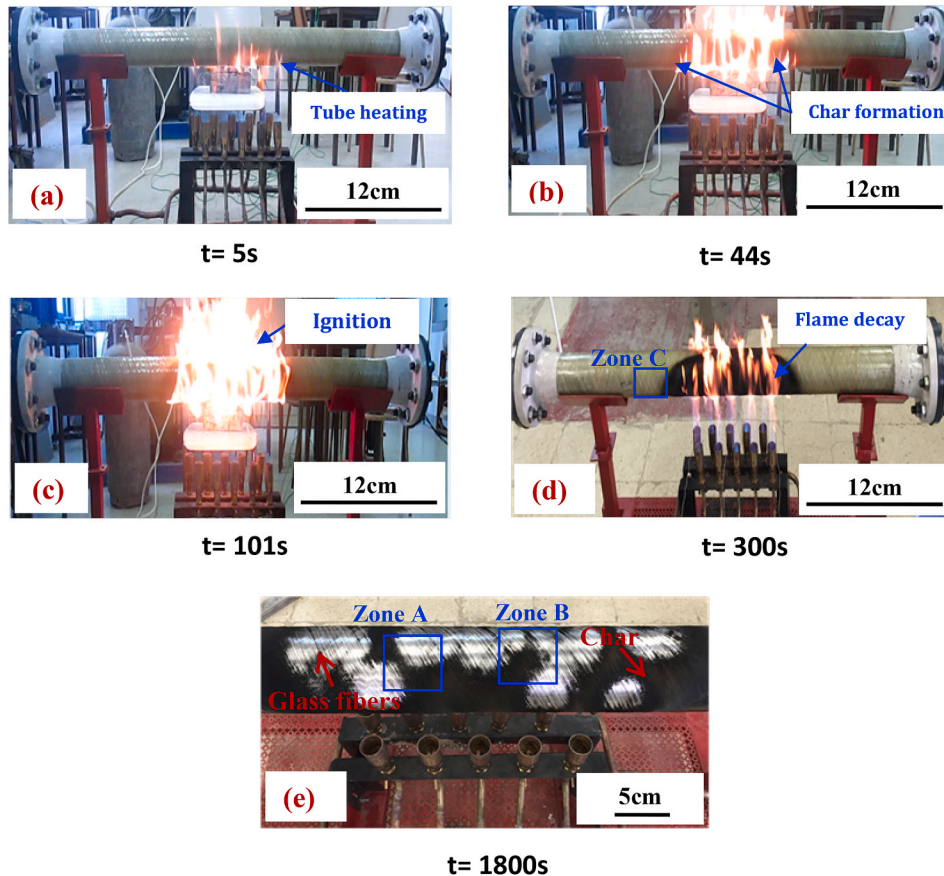 Tube heating
(a)
12cm
t= 5s
Char formation
(b)
12cm
t= 44s
Ignition
(c)
12cm
t= 101s
Flame decay
Zone C
(d)
12cm
t= 300s
Zone A
Zone B
Char
Glass fibers
(e)
5cm
t= 1800s